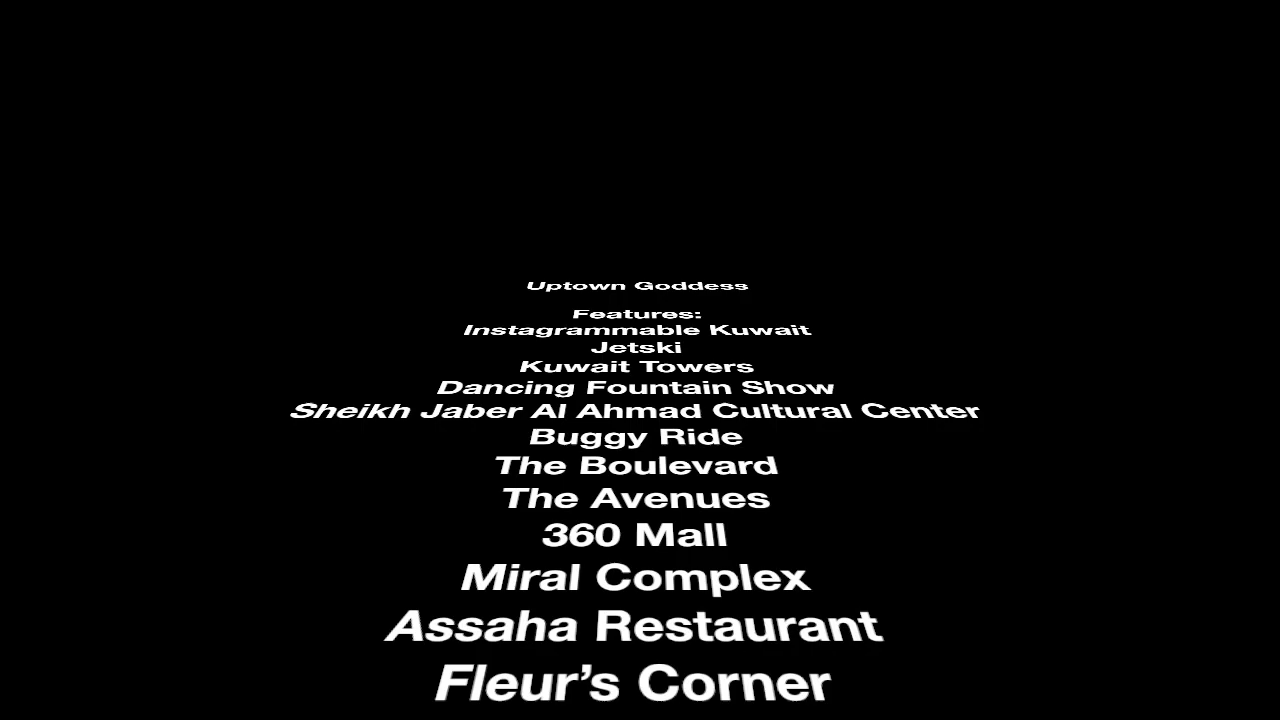 Uptown Goddess
Features:
Instagrammable Kuwait
Jetski
Kuwait Towers
Dancing Fountain Show
Sheikh Jaber Al Ahmad Cultural Center
Buggy Ride
The Boulevard
The Avenues
360 Mall
Miral Complex
Assaha Restaurant
Fleur’s Corner